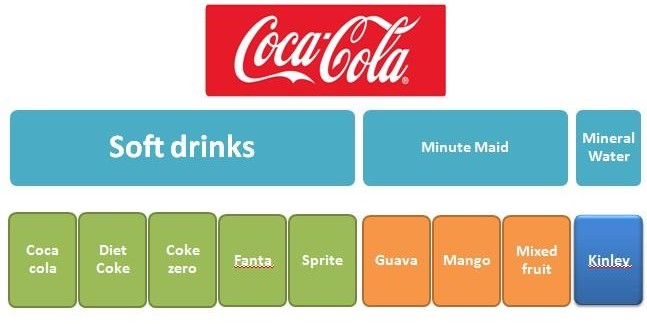 Coca-Cola®
Soft drinks
Minute Maid
Mineral
Water
Coca
cola
Diet
Coke
Coke
zero
Fanta
Sprite
Guava
Mango
Mixed
fruit
Kinley